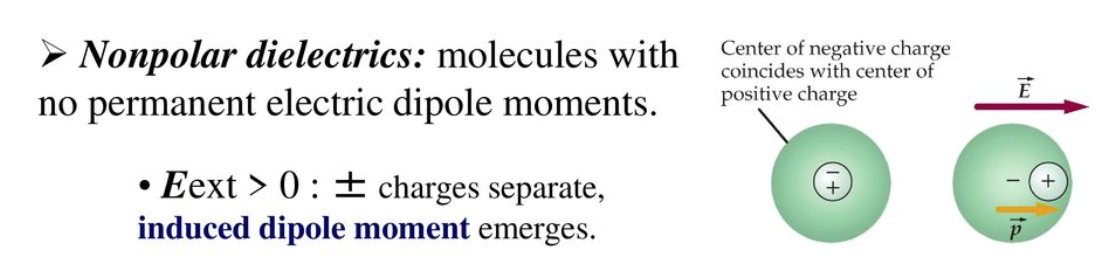 ➤ Nonpolar dielectrics: molecules with
no permanent electric dipole moments.
• Eext > 0 : ± charges separate,
induced dipole moment emerges.
Center of negative charge
coincides with center of
positive charge
−
+
E⃗
− +
p⃗